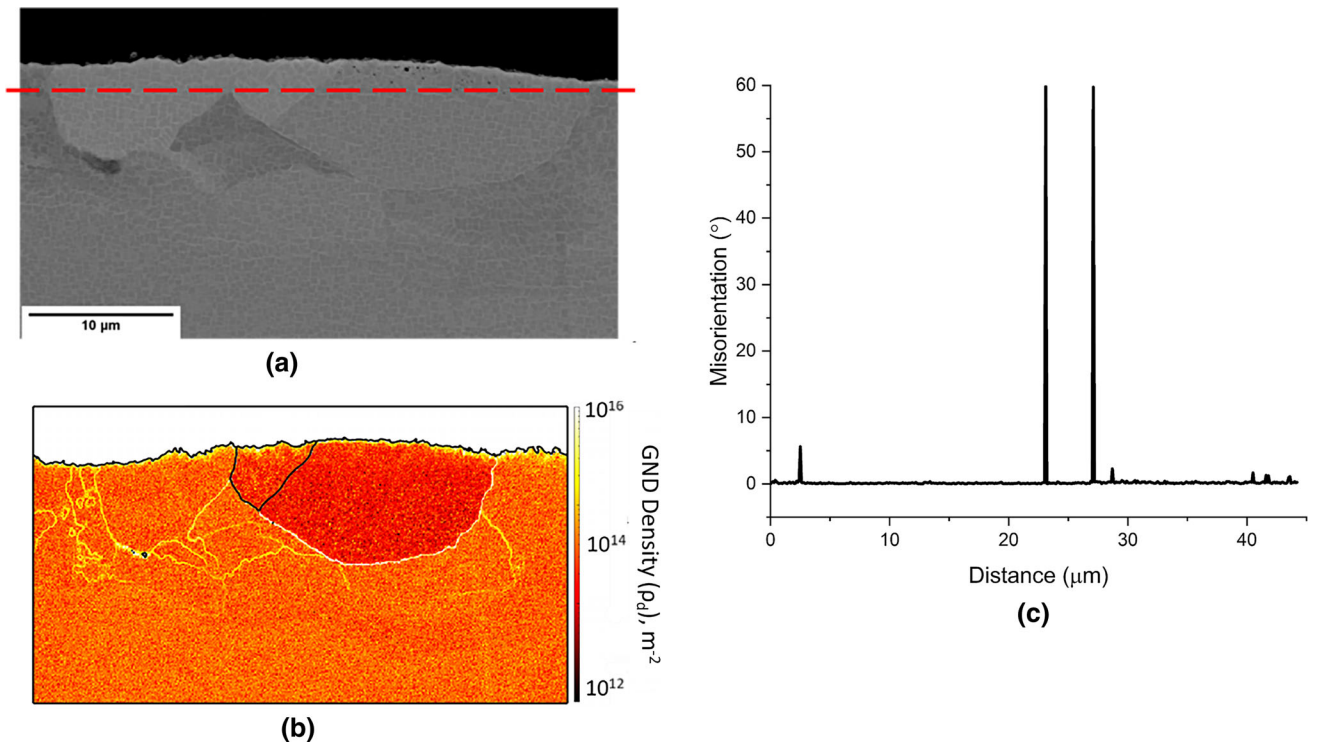 10 µm
(a)
10¹⁶
10¹⁴
10¹²
GND Density (ρd), m⁻²
(b)
Misorientation (°)
60
50
40
30
20
10
0
0 10 20 30 40
Distance (µm)
(c)